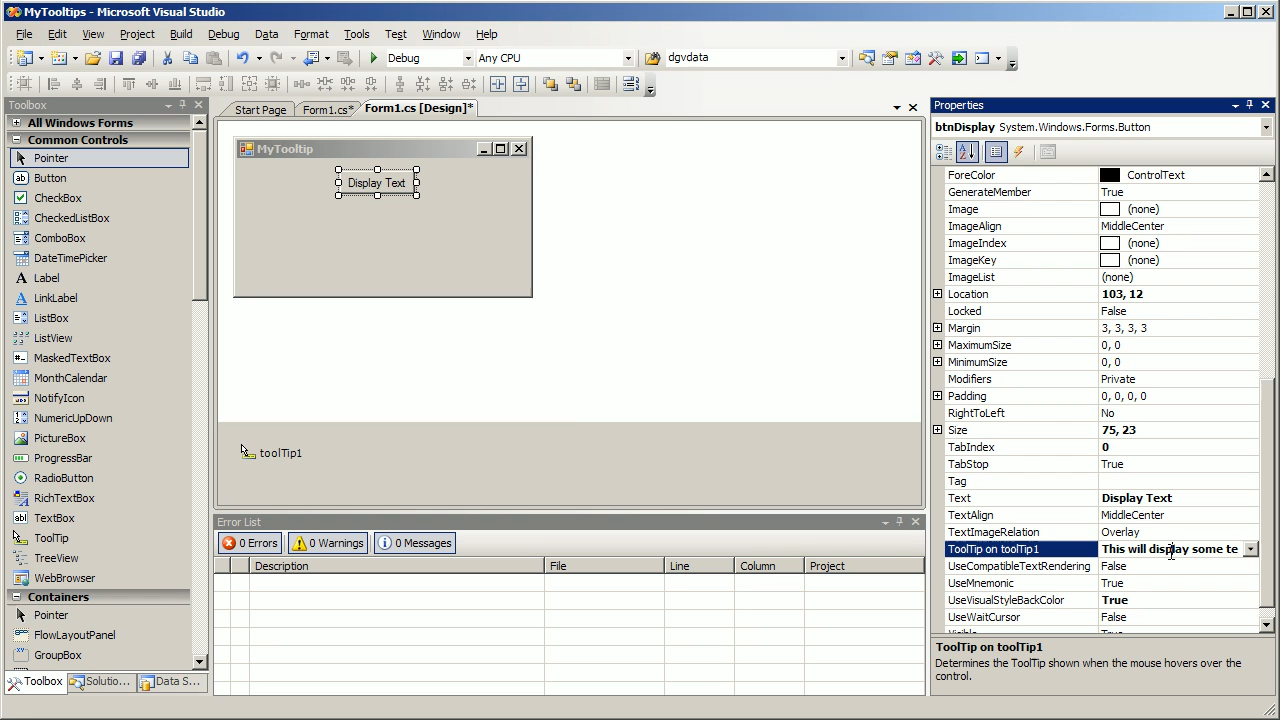 MyTooltips - Microsoft Visual Studio
File Edit View Project Build Debug Data Format Tools Test Window Help
Debug Any CPU dgvdata
Toolbox
All Windows Forms
Common Controls
Pointer
Button
CheckBox
CheckedListBox
ComboBox
DateTimePicker
Label
LinkLabel
ListBox
ListView
MaskedTextBox
MonthCalendar
NotifyIcon
NumericUpDown
PictureBox
ProgressBar
RadioButton
RichTextBox
TextBox
ToolTip
TreeView
WebBrowser
Containers
Pointer
FlowLayoutPanel
GroupBox
Toolbox Solutio... Data S...
Start Page Form1.cs* Form1.cs [Design]*
MyTooltip
Display Text
toolTip1
Error List
0 Errors 0 Warnings 0 Messages
Description File Line Column Project
Properties
btnDisplay System.Windows.Forms.Button
ForeColor ControlText
GenerateMember True
Image (none)
ImageAlign MiddleCenter
ImageIndex (none)
ImageKey (none)
ImageList (none)
Location 103, 12
Locked False
Margin 3, 3, 3, 3
MaximumSize 0, 0
MinimumSize 0, 0
Modifiers Private
Padding 0, 0, 0, 0
RightToLeft No
Size 75, 23
TabIndex 0
TabStop True
Tag
Text Display Text
TextAlign MiddleCenter
TextImageRelation Overlay
ToolTip on toolTip1 This will display some te
UseCompatibleTextRendering False
UseMnemonic True
UseVisualStyleBackColor True
UseWaitCursor False
Visible True
ToolTip on toolTip1
Determines the ToolTip shown when the mouse hovers over the
control.